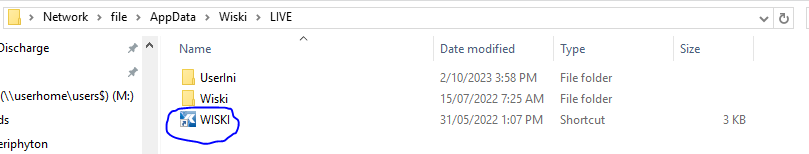 Network > file > AppData > Wiski > LIVE
Discharge
Name Date modified Type Size
UserIni 2/10/2023 3:58 PM File folder
(\\userhome\users$) (M:) Wiski 15/07/2022 7:25 AM File folder
ds WISKI 31/05/2022 1:07 PM Shortcut 3 KB
eriphyton